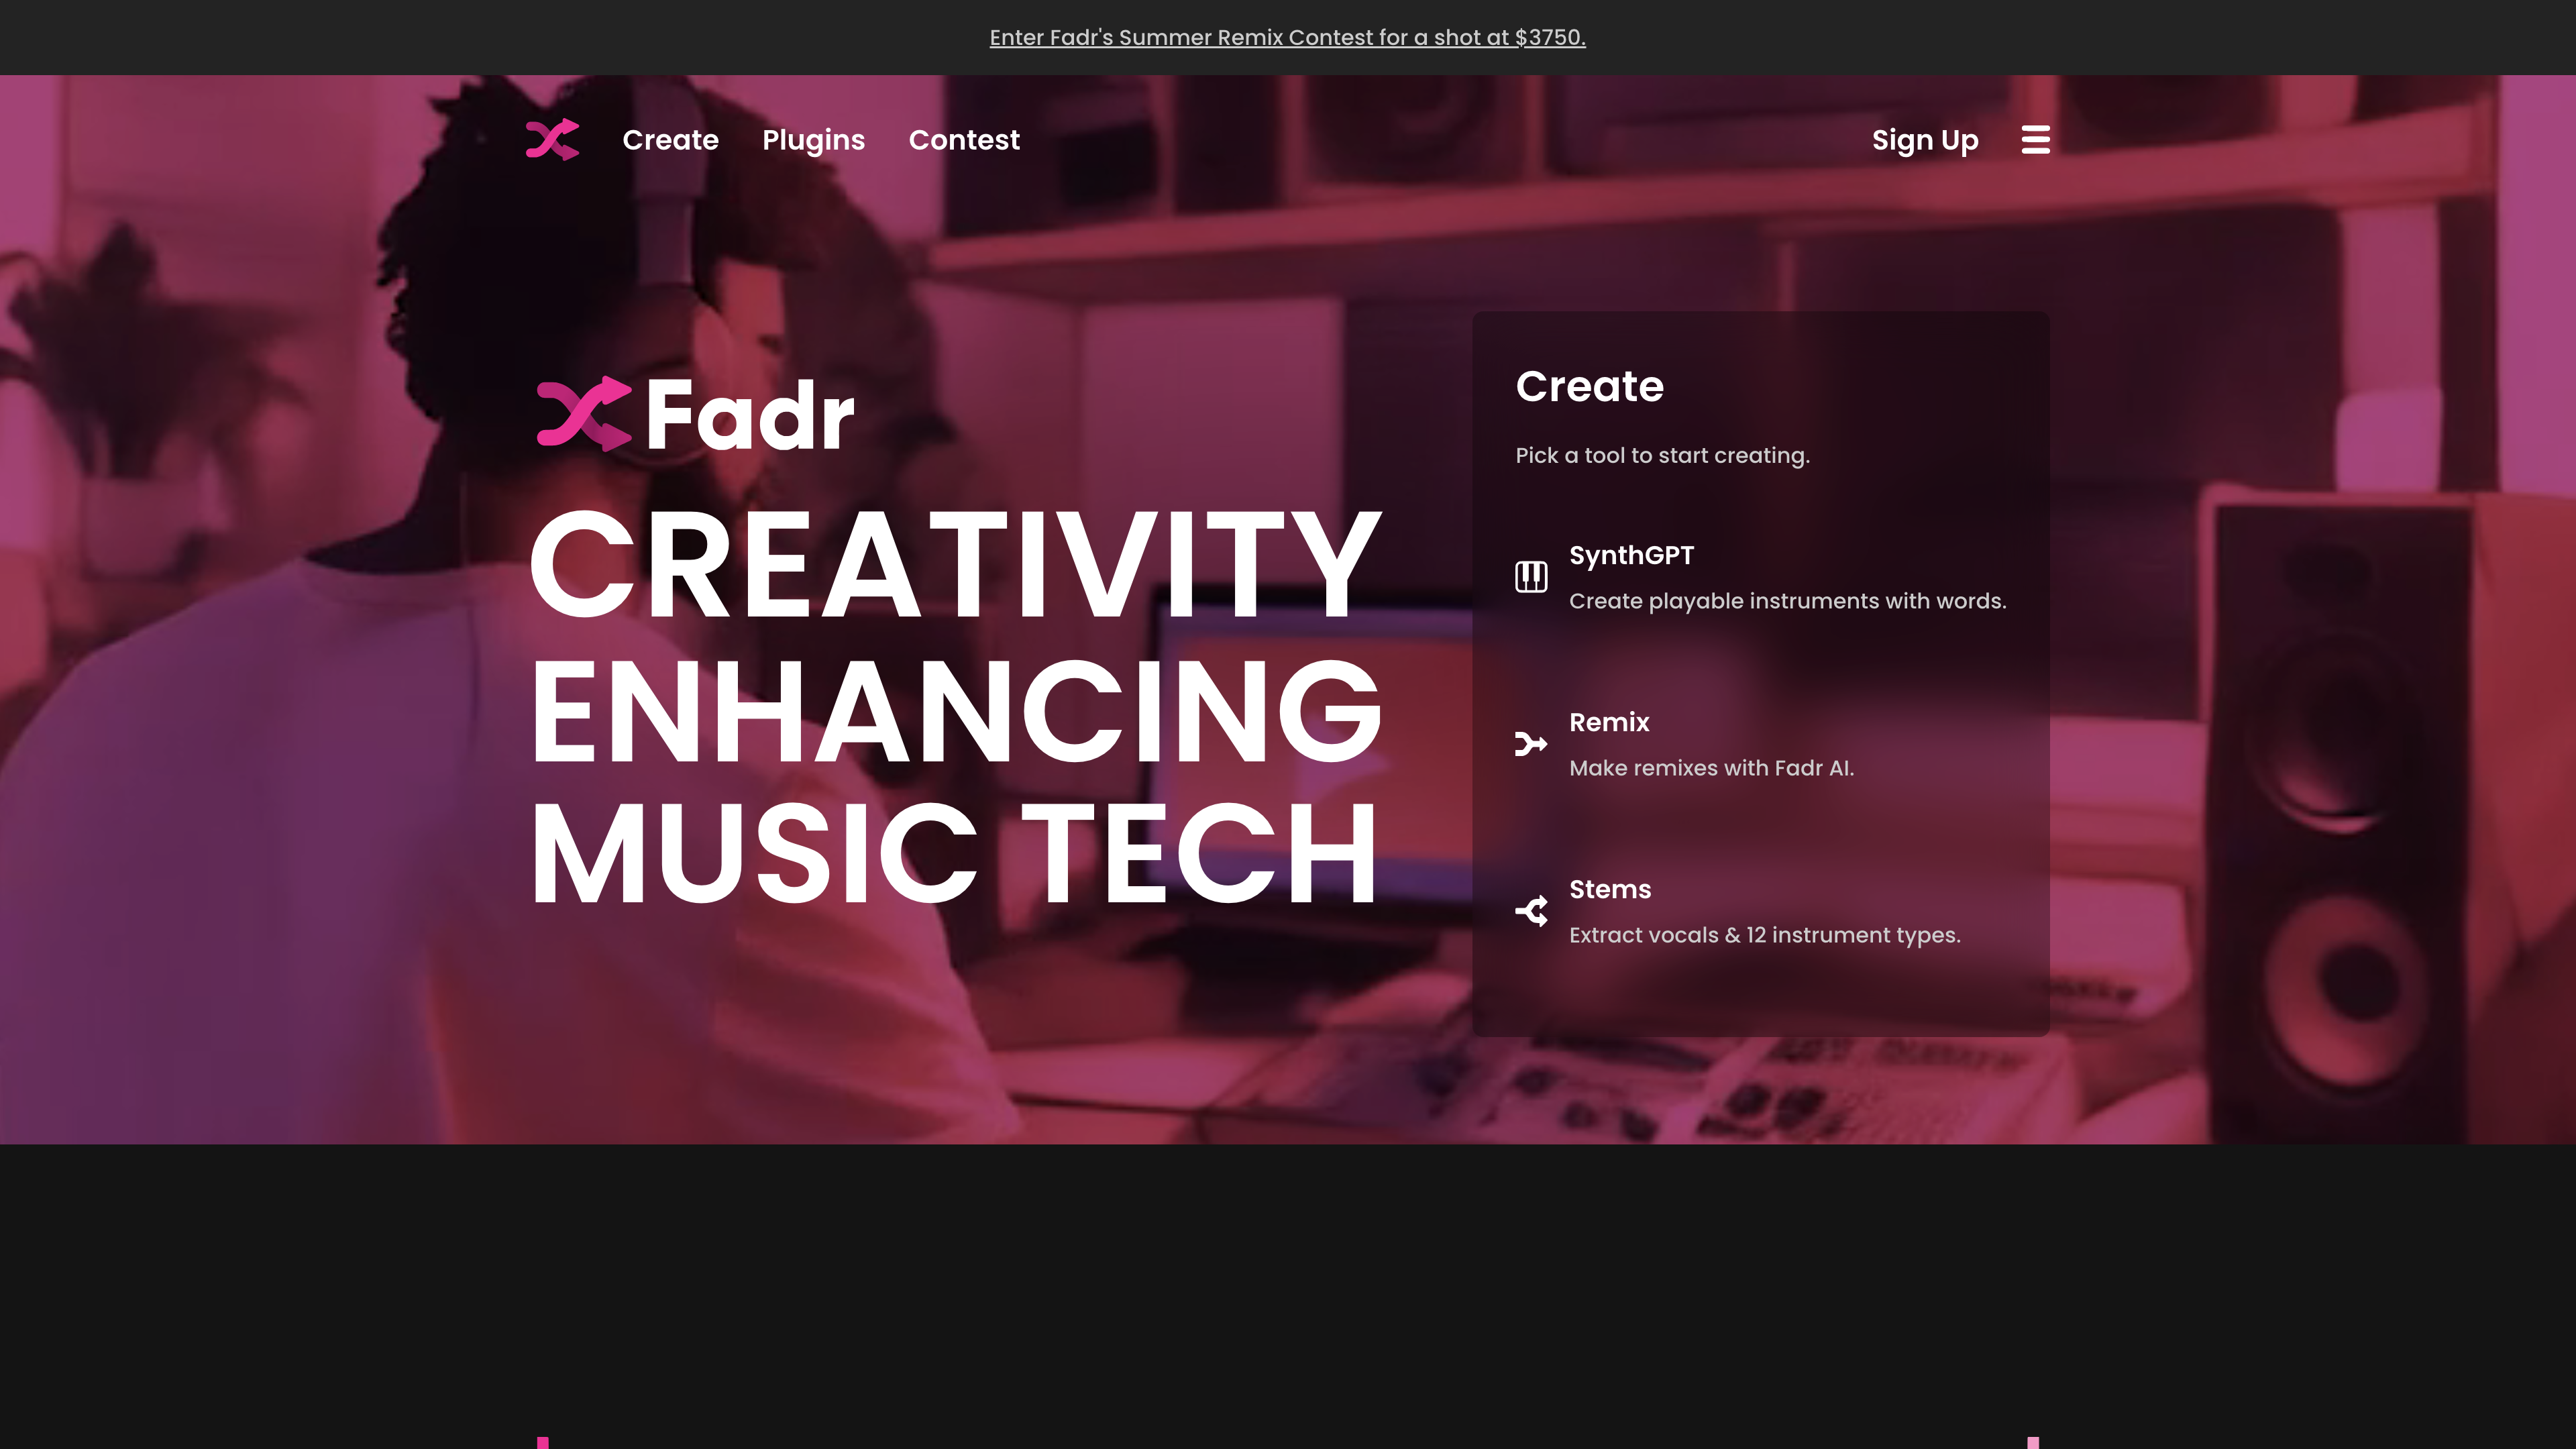 Enter Fadr's Summer Remix Contest for a shot at $3750.
Create
Plugins
Contest
Sign Up
Fadr
CREATIVITY
ENHANCING
MUSIC TECH
Create
Pick a tool to start creating.
SynthGPT
Create playable instruments with words.
Remix
Make remixes with Fadr AI.
Stems
Extract vocals & 12 instrument types.